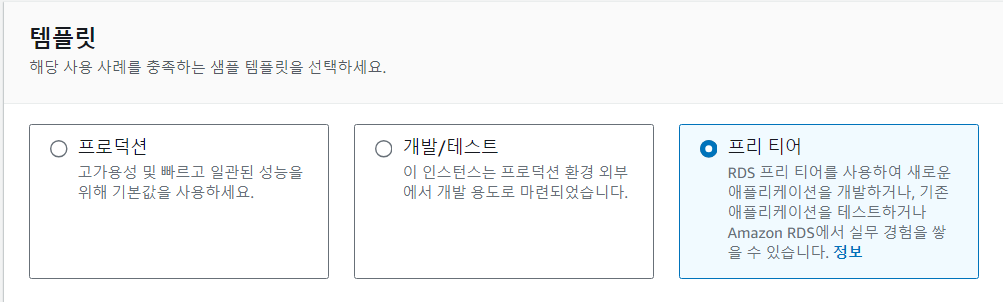 템플릿
해당 사용 사례를 충족하는 샘플 템플릿을 선택하세요.
프로덕션
고가용성 및 빠르고 일관된 성능을
위해 기본값을 사용하세요.
개발/테스트
이 인스턴스는 프로덕션 환경 외부
에서 개발 용도로 마련되었습니다.
프리 티어
RDS 프리 티어를 사용하여 새로운
애플리케이션을 개발하거나, 기존
애플리케이션을 테스트하거나
Amazon RDS에서 실무 경험을 쌓
을 수 있습니다. 정보